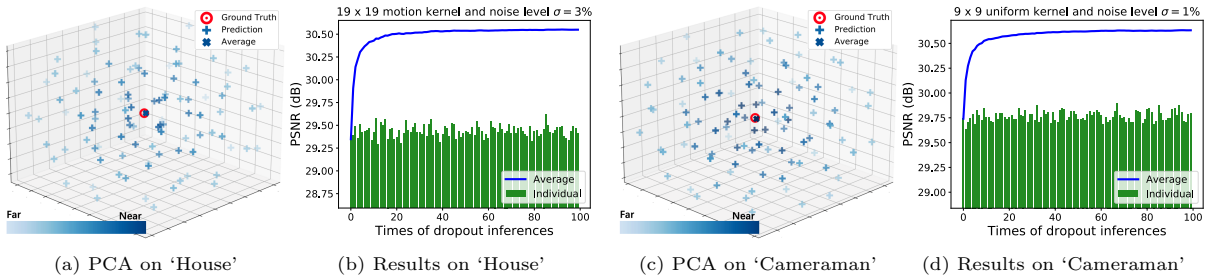 Ground Truth
Prediction
Average
Far
Near
(a) PCA on ‘House’
19 x 19 motion kernel and noise level σ = 3%
PSNR (dB)
30.50
30.25
30.00
29.75
29.50
29.25
29.00
28.75
Average
Individual
0 20 40 60 80 100
Times of dropout inferences
(b) Results on ‘House’
Ground Truth
Prediction
Average
Far
Near
(c) PCA on ‘Cameraman’
9 x 9 uniform kernel and noise level σ = 1%
PSNR (dB)
30.50
30.25
30.00
29.75
29.50
29.25
29.00
Average
Individual
0 20 40 60 80 100
Times of dropout inferences
(d) Results on ‘Cameraman’